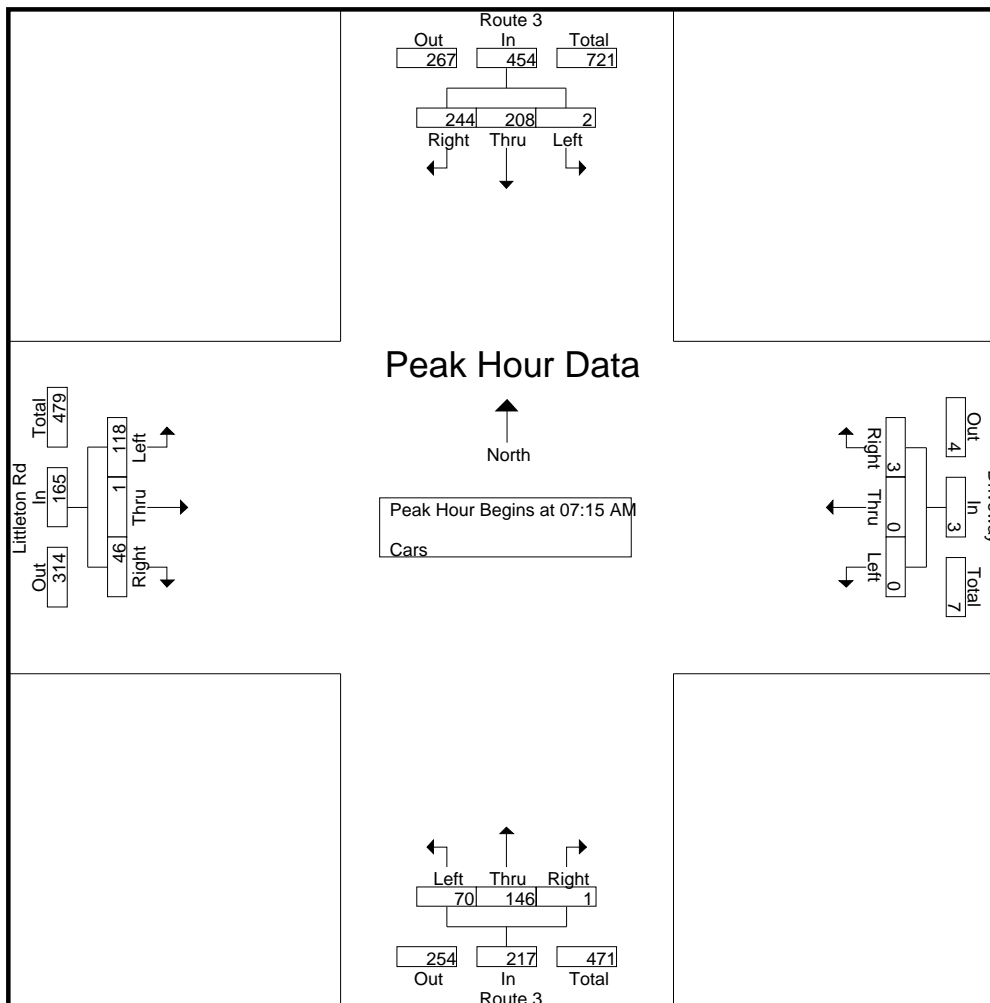 Route 3
Out In Total
267 454 721
244 208 2
Right Thru Left
Peak Hour Data
North
Peak Hour Begins at 07:15 AM
Cars
Littleton Rd
Total In Out
479 165 314
118 1 46
Left Thru Right
Out In Total
4 3 7
3 0 0
Right Thru Left
Left Thru Right
70 146 1
254 217 471
Out In Total
Route 3